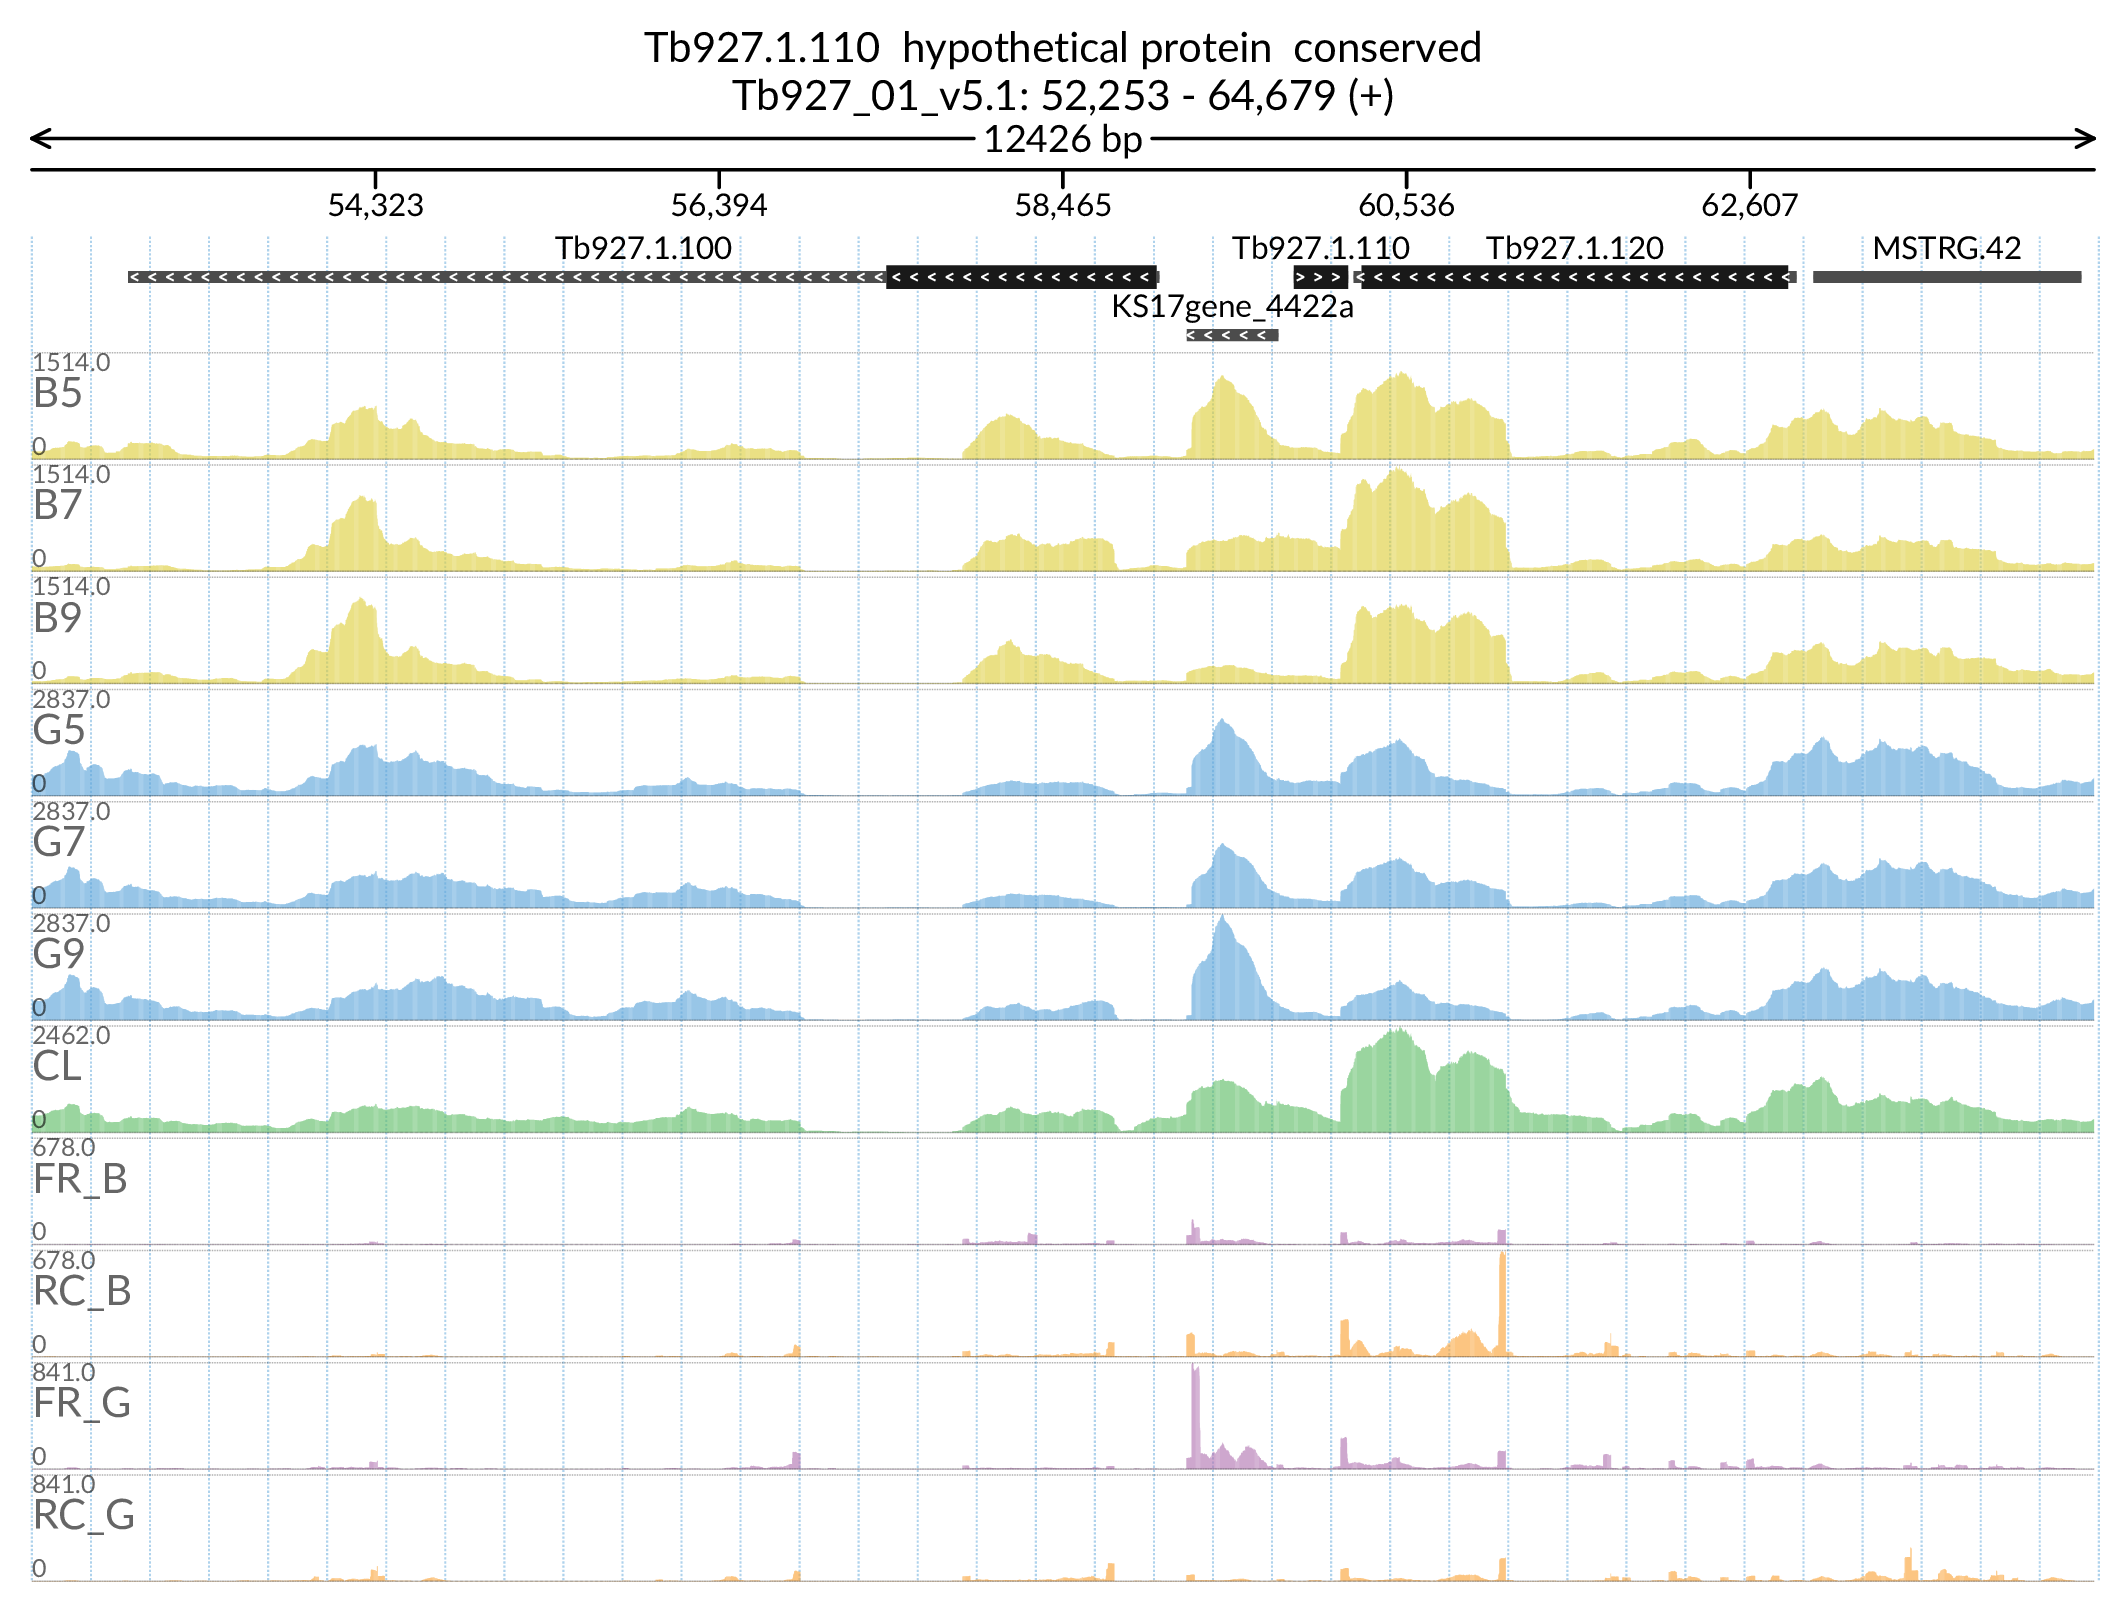 Tb927.1.110  hypothetical protein  conserved
Tb927_01_v5.1: 52,253 - 64,679 (+)
12426 bp
54,323 56,394 58,465 60,536 62,607
Tb927.1.100 Tb927.1.110 Tb927.1.120 MSTRG.42
KS17gene_4422a
1514.0
B5
0
1514.0
B7
0
1514.0
B9
0
2837.0
G5
0
2837.0
G7
0
2837.0
G9
0
2462.0
CL
0
678.0
FR_B
0
678.0
RC_B
0
841.0
FR_G
0
841.0
RC_G
0